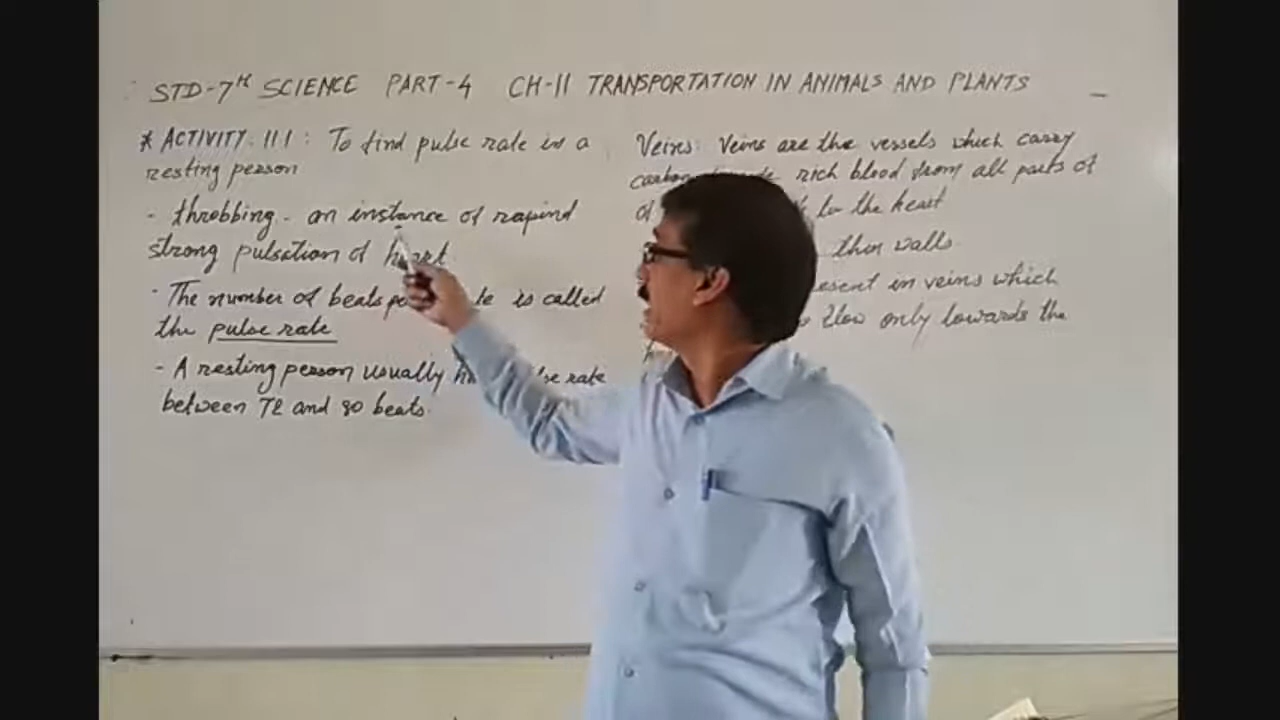 STD-7TH SCIENCE PART-4 CH-11 TRANSPORTATION IN ANIMALS AND PLANTS
* ACTIVITY. 11.1 : To find pulse rate in a
resting person
- throbbing - an instance of rapind
strong pulsation of heart
- The number of beats is called
the pulse rate
- A resting person usually rate
between 72 and 80 beats.
Veins: Veins are the vessels which carry
rich blood from all parts of
of to the heart
thin walls
in veins which
flow only towards the